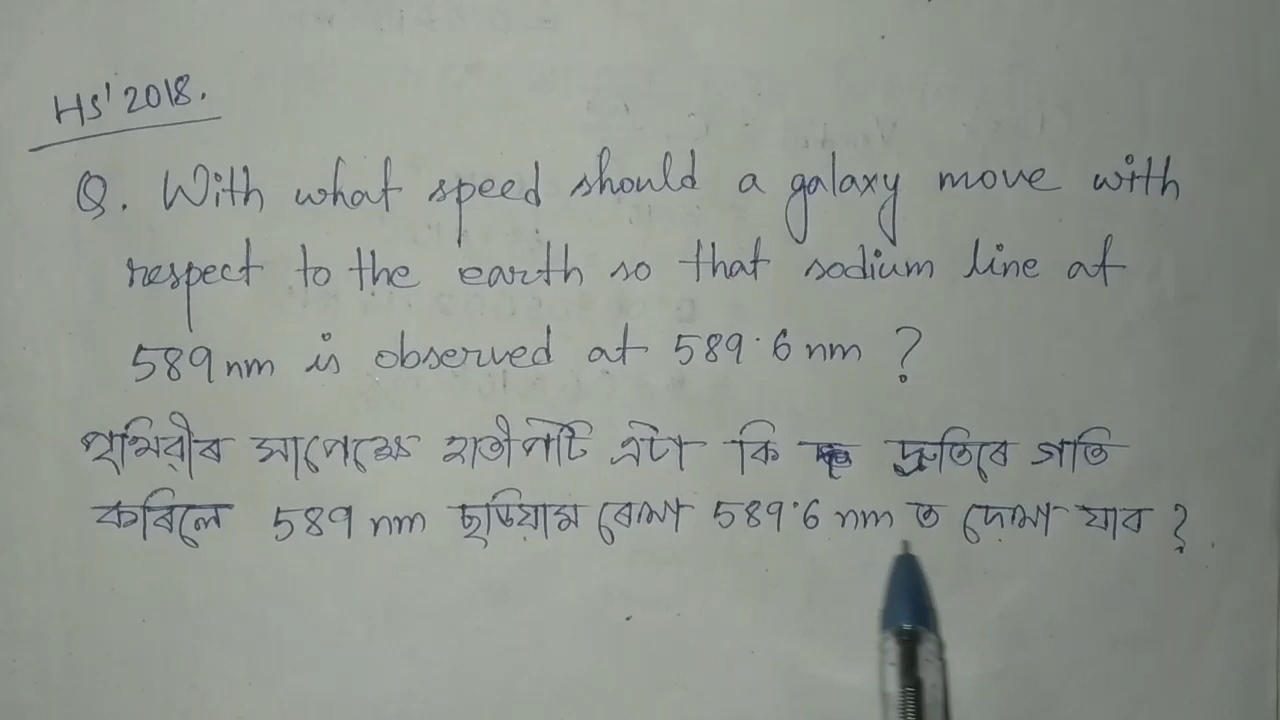 HS' 2018.
Q. With what speed should a galaxy move with
respect to the earth so that sodium line at
589 nm is observed at 589.6 nm ?
পৃথিৱীৰ সাপেক্ষে হাতীপটি এটা কি দ্ৰুতিৰে গতি
কৰিলে 589 nm ছডিয়াম ৰেখা 589.6 nm ত দেখা যাব ?